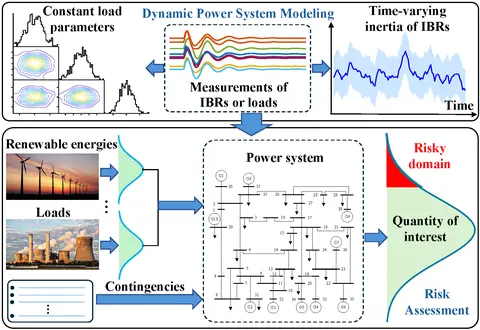 Constant load
parameters
Dynamic Power System Modeling
Time-varying
inertia of IBRs
Measurements of
IBRs or loads
Time
Renewable energies
Loads
Contingencies
Power system
Risky
domain
Quantity of
interest
Risk
Assessment